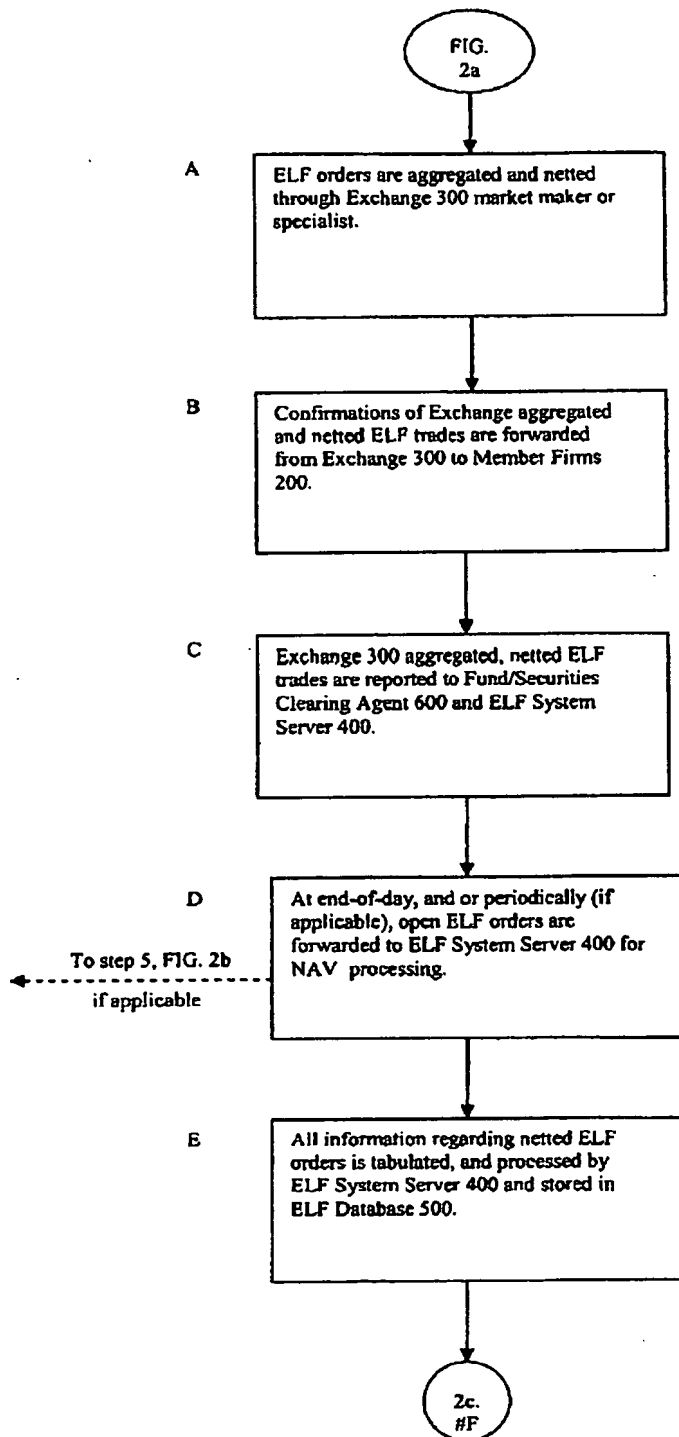 FIG.
2a
A
ELF orders are aggregated and netted
through Exchange 300 market maker or
specialist.
B
Confirmations of Exchange aggregated
and netted ELF trades are forwarded
from Exchange 300 to Member Firms
200.
C
Exchange 300 aggregated, netted ELF
trades are reported to Fund/Securities
Clearing Agent 600 and ELF System
Server 400.
D
At end-of-day, and or periodically (if
applicable), open ELF orders are
forwarded to ELF System Server 400 for
NAV processing.
To step 5, FIG. 2b
if applicable
E
All information regarding netted ELF
orders is tabulated, and processed by
ELF System Server 400 and stored in
ELF Database 500.
2c.
#F